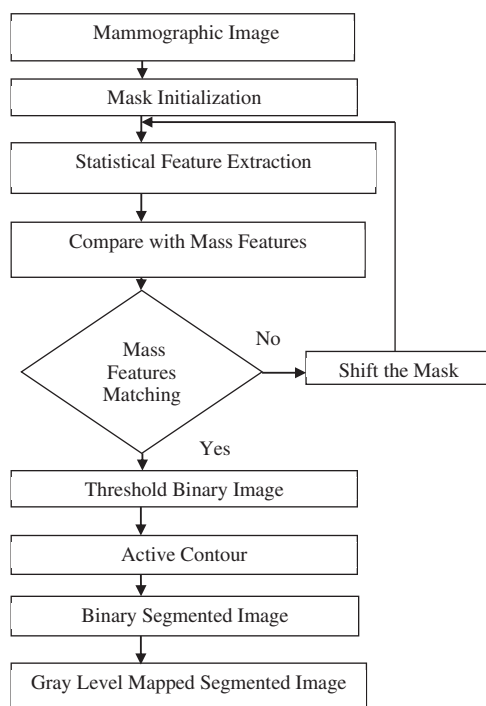 Mammographic Image
Mask Initialization
Statistical Feature Extraction
Compare with Mass Features
No
Mass
Features
Matching
Shift the Mask
Yes
Threshold Binary Image
Active Contour
Binary Segmented Image
Gray Level Mapped Segmented Image